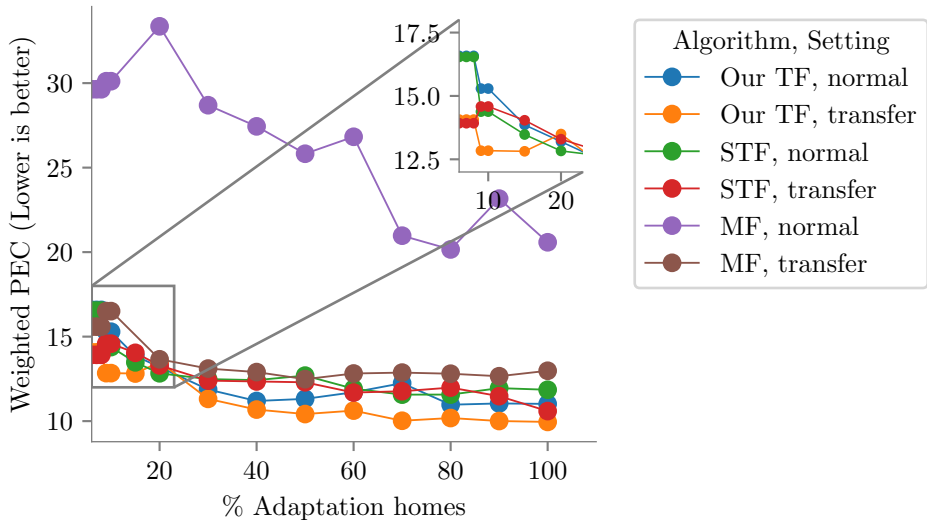 Weighted PEC (Lower is better)
30
25
20
15
10
20
40
60
80
100
% Adaptation homes
17.5
15.0
12.5
10
20
Algorithm, Setting
Our TF, normal
Our TF, transfer
STF, normal
STF, transfer
MF, normal
MF, transfer